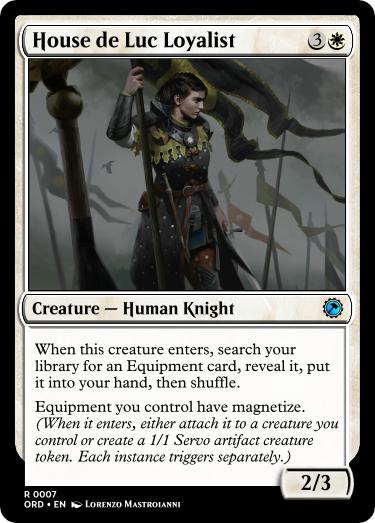 House de Luc Loyalist 3
Creature — Human Knight
When this creature enters, search your
library for an Equipment card, reveal it, put
it into your hand, then shuffle.
Equipment you control have magnetize.
(When it enters, either attach it to a creature you
control or create a 1/1 Servo artifact creature
token. Each instance triggers separately.)
2/3
R 0007
ORD • EN Lorenzo Mastroianni